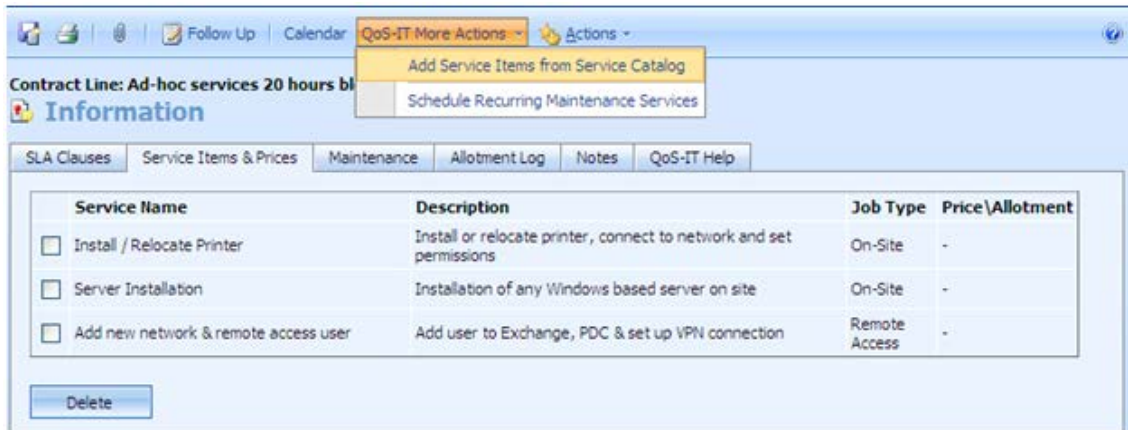 Follow Up Calendar QoS-IT More Actions Actions
Add Service Items from Service Catalog
Contract Line: Ad-hoc services 20 hours bl
Schedule Recurring Maintenance Services
Information
SLA Clauses Service Items & Prices Maintenance Allotment Log Notes QoS-IT Help
Service Name Description Job Type Price\Allotment
Install / Relocate Printer Install or relocate printer, connect to network and set
permissions On-Site -
Server Installation Installation of any Windows based server on site On-Site -
Add new network & remote access user Add user to Exchange, PDC & set up VPN connection Remote
Access -
Delete